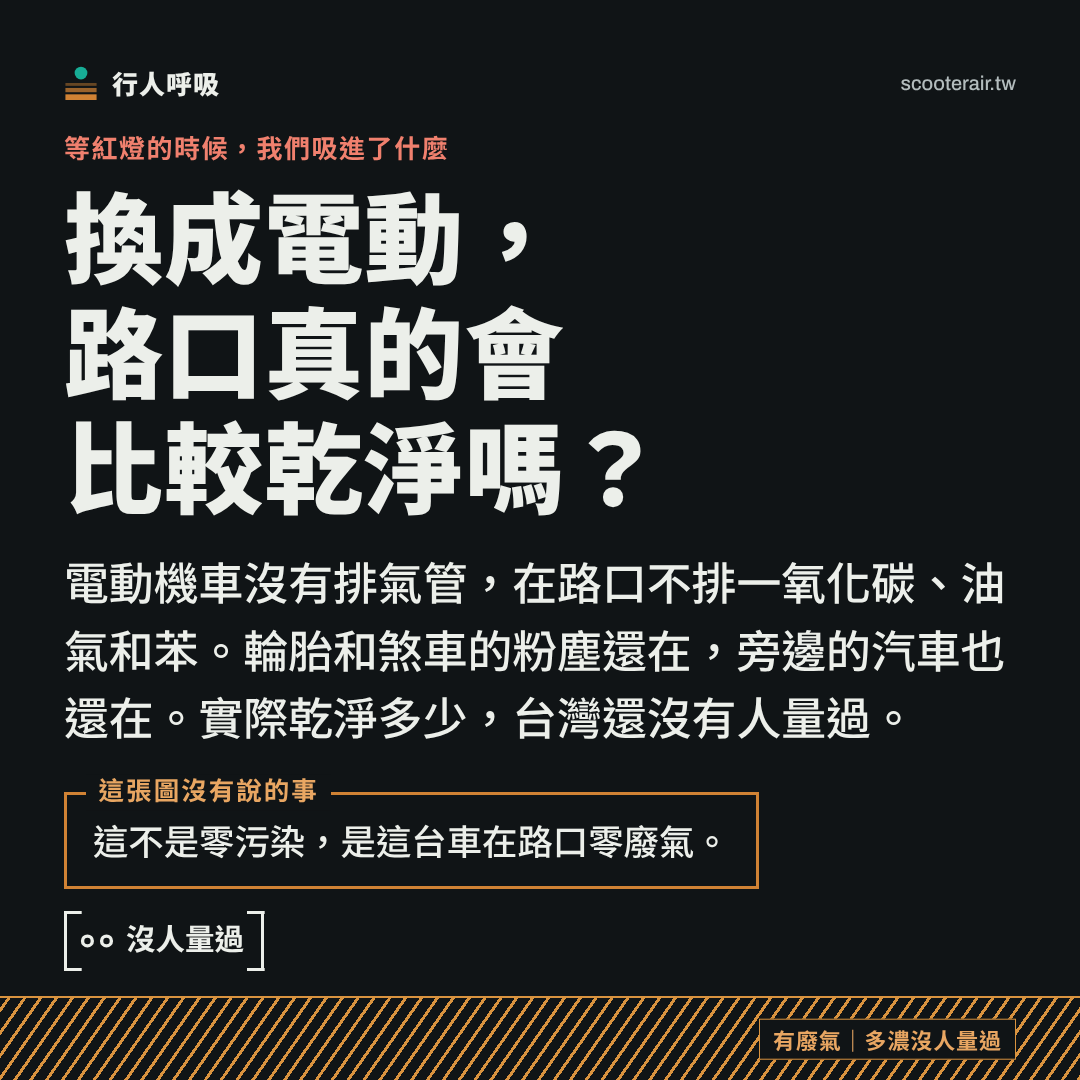 行人呼吸
scooterair.tw
等紅燈的時候，我們吸進了什麼
換成電動，
路口真的會
比較乾淨嗎？
電動機車沒有排氣管，在路口不排一氧化碳、油
氣和苯。輪胎和煞車的粉塵還在，旁邊的汽車也
還在。實際乾淨多少，台灣還沒有人量過。
這張圖沒有說的事
這不是零污染，是這台車在路口零廢氣。
沒人量過
有廢氣｜多濃沒人量過